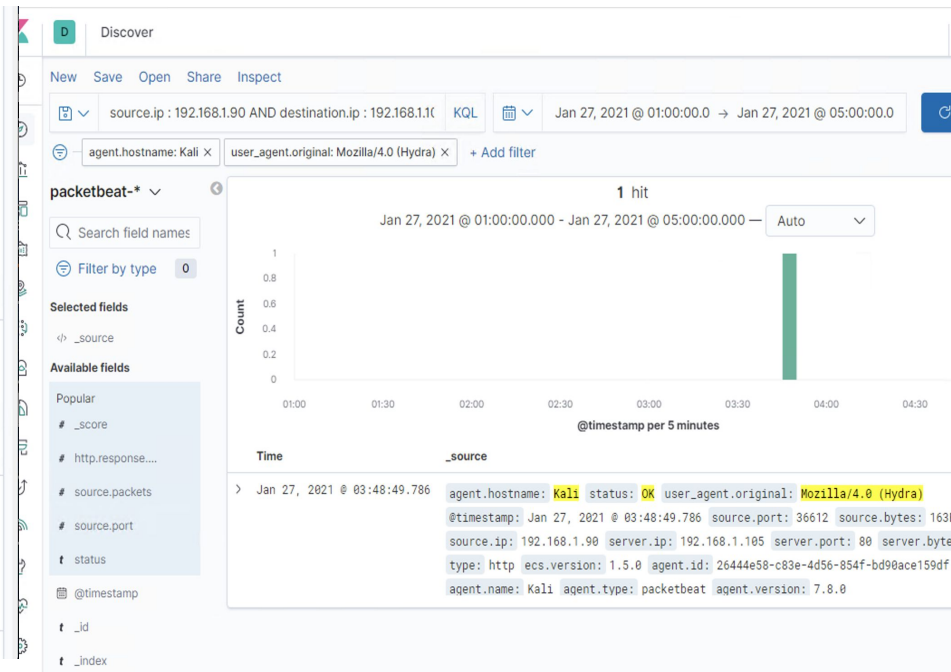 D Discover
New Save Open Share Inspect
source.ip : 192.168.1.90 AND destination.ip : 192.168.1.10 KQL Jan 27, 2021 @ 01:00:00.0 → Jan 27, 2021 @ 05:00:00.0
agent.hostname: Kali × user_agent.original: Mozilla/4.0 (Hydra) × + Add filter
packetbeat-*
Search field names
Filter by type 0
Selected fields
</> _source
Available fields
Popular
# _score
# http.response....
# source.packets
# source.port
t status
@timestamp
t _id
t _index
1 hit
Jan 27, 2021 @ 01:00:00.000 - Jan 27, 2021 @ 05:00:00.000 — Auto
Count
1
0.8
0.6
0.4
0.2
0
01:00 01:30 02:00 02:30 03:00 03:30 04:00 04:30
@timestamp per 5 minutes
Time _source
> Jan 27, 2021 @ 03:48:49.786 agent.hostname: Kali status: OK user_agent.original: Mozilla/4.0 (Hydra)
@timestamp: Jan 27, 2021 @ 03:48:49.786 source.port: 36612 source.bytes: 163
source.ip: 192.168.1.90 server.ip: 192.168.1.105 server.port: 80 server.byte
type: http ecs.version: 1.5.0 agent.id: 26444e58-c83e-4d56-854f-bd90ace159df
agent.name: Kali agent.type: packetbeat agent.version: 7.8.0